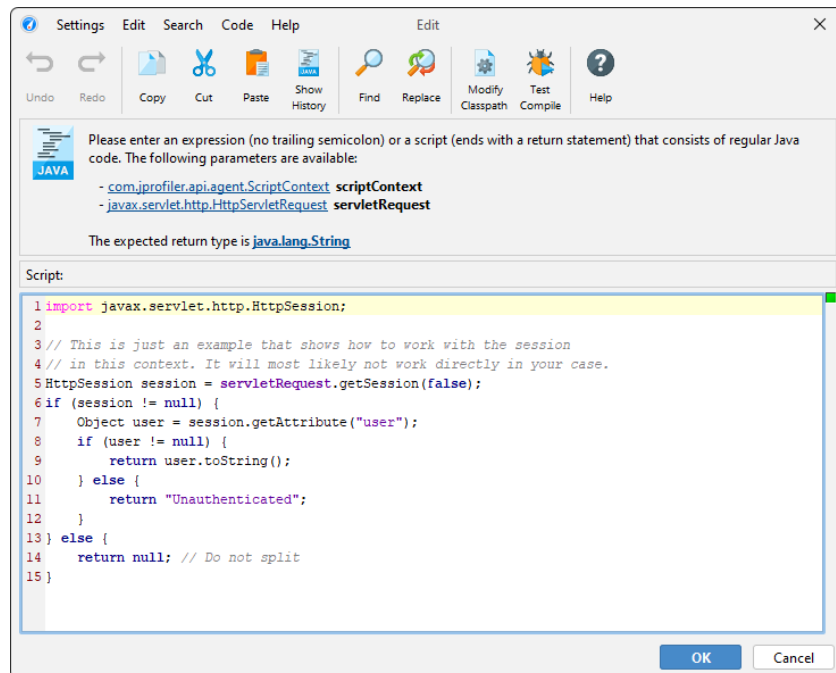 Settings Edit Search Code Help Edit
Undo Redo Copy Cut Paste Show History Find Replace Modify Classpath Test Compile Help
JAVA
JAVA
Please enter an expression (no trailing semicolon) or a script (ends with a return statement) that consists of regular Java
code. The following parameters are available:
- com.jprofiler.api.agent.ScriptContext scriptContext
- javax.servlet.http.HttpServletRequest servletRequest
The expected return type is java.lang.String
Script:
1 import javax.servlet.http.HttpSession;
2
3 // This is just an example that shows how to work with the session
4 // in this context. It will most likely not work directly in your case.
5 HttpSession session = servletRequest.getSession(false);
6 if (session != null) {
7     Object user = session.getAttribute("user");
8     if (user != null) {
9         return user.toString();
10     } else {
11         return "Unauthenticated";
12     }
13 } else {
14     return null; // Do not split
15 }
OK Cancel